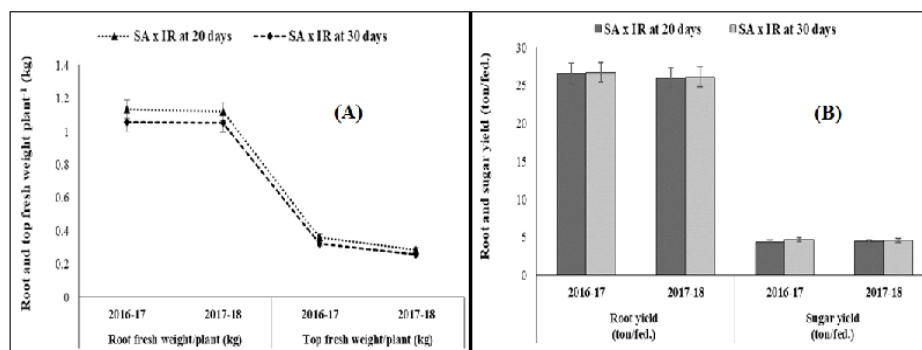 SA x IR at 20 days SA x IR at 30 days
Root and top fresh weight plant⁻¹ (kg)
1.4
1.2
1
0.8
0.6
0.4
0.2
0
(A)
2016-17 2017-18 2016-17 2017-18
Root fresh weight/plant (kg) Top fresh weight/plant (kg)
SA x IR at 20 days SA x IR at 30 days
Root and sugar yield (ton/fed.)
30
25
20
15
10
5
0
(B)
2016-17 2017-18 2016-17 2017-18
Root yield Sugar yield
(ton/fed.) (ton/fed.)